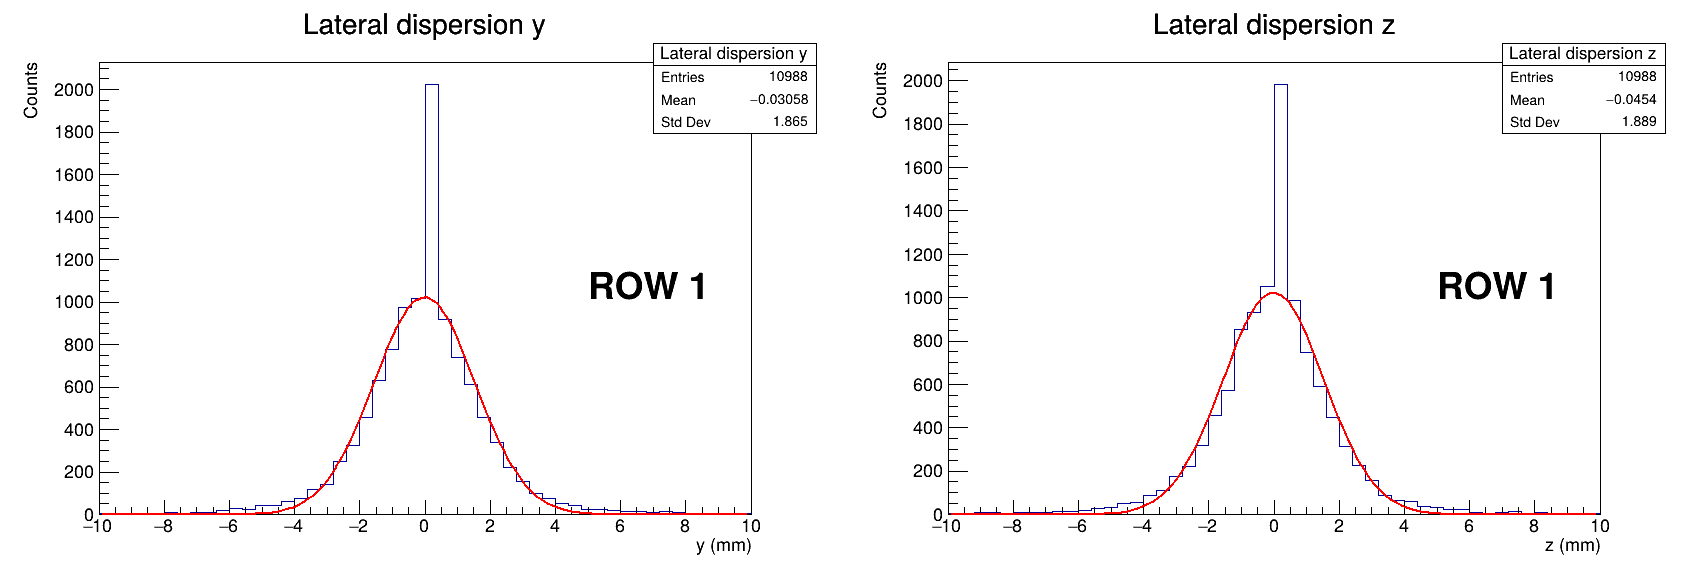 Lateral dispersion y
Counts
Lateral dispersion y
Entries 10988
Mean −0.03058
Std Dev 1.865
2000
1800
1600
1400
1200
1000
800
600
400
200
0
ROW 1
−10 −8 −6 −4 −2 0 2 4 6 8 10
y (mm)
Lateral dispersion z
Counts
Lateral dispersion z
Entries 10988
Mean −0.0454
Std Dev 1.889
2000
1800
1600
1400
1200
1000
800
600
400
200
0
ROW 1
−10 −8 −6 −4 −2 0 2 4 6 8 10
z (mm)